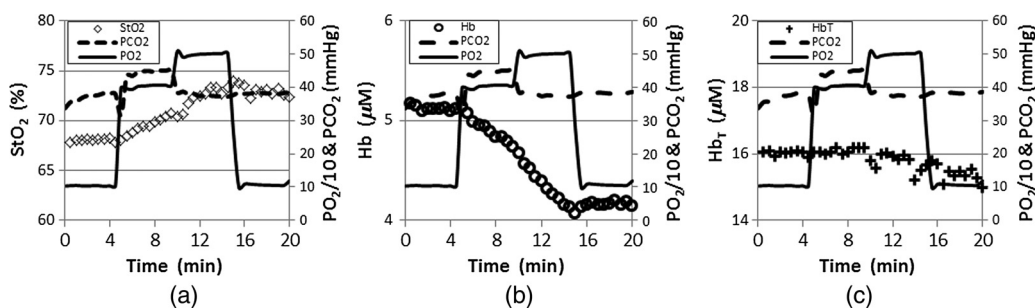 StO2
PCO2
PO2
80
75
70
65
60
StO₂ (%)
60
50
40
30
20
10
0
PO₂/10 & PCO₂ (mmHg)
0 4 8 12 16 20
Time (min)
(a)
Hb
PCO2
PO2
6
5
4
Hb (µM)
60
50
40
30
20
10
0
PO₂/10 & PCO₂ (mmHg)
0 4 8 12 16 20
Time (min)
(b)
HbT
PCO2
PO2
20
18
16
14
Hb_T (µM)
60
50
40
30
20
10
0
PO₂/10 & PCO₂ (mmHg)
0 4 8 12 16 20
Time (min)
(c)